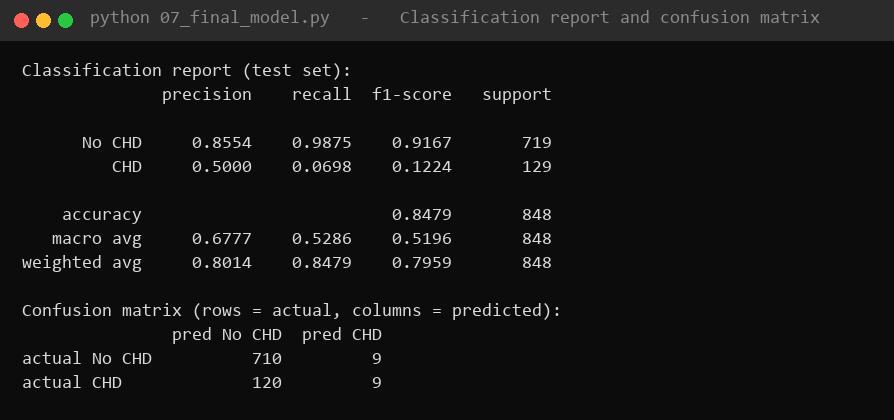 python 07_final_model.py - Classification report and confusion matrix
Classification report (test set):
precision recall f1-score support
No CHD 0.8554 0.9875 0.9167 719
CHD 0.5000 0.0698 0.1224 129
accuracy 0.8479 848
macro avg 0.6777 0.5286 0.5196 848
weighted avg 0.8014 0.8479 0.7959 848
Confusion matrix (rows = actual, columns = predicted):
pred No CHD pred CHD
actual No CHD 710 9
actual CHD 120 9